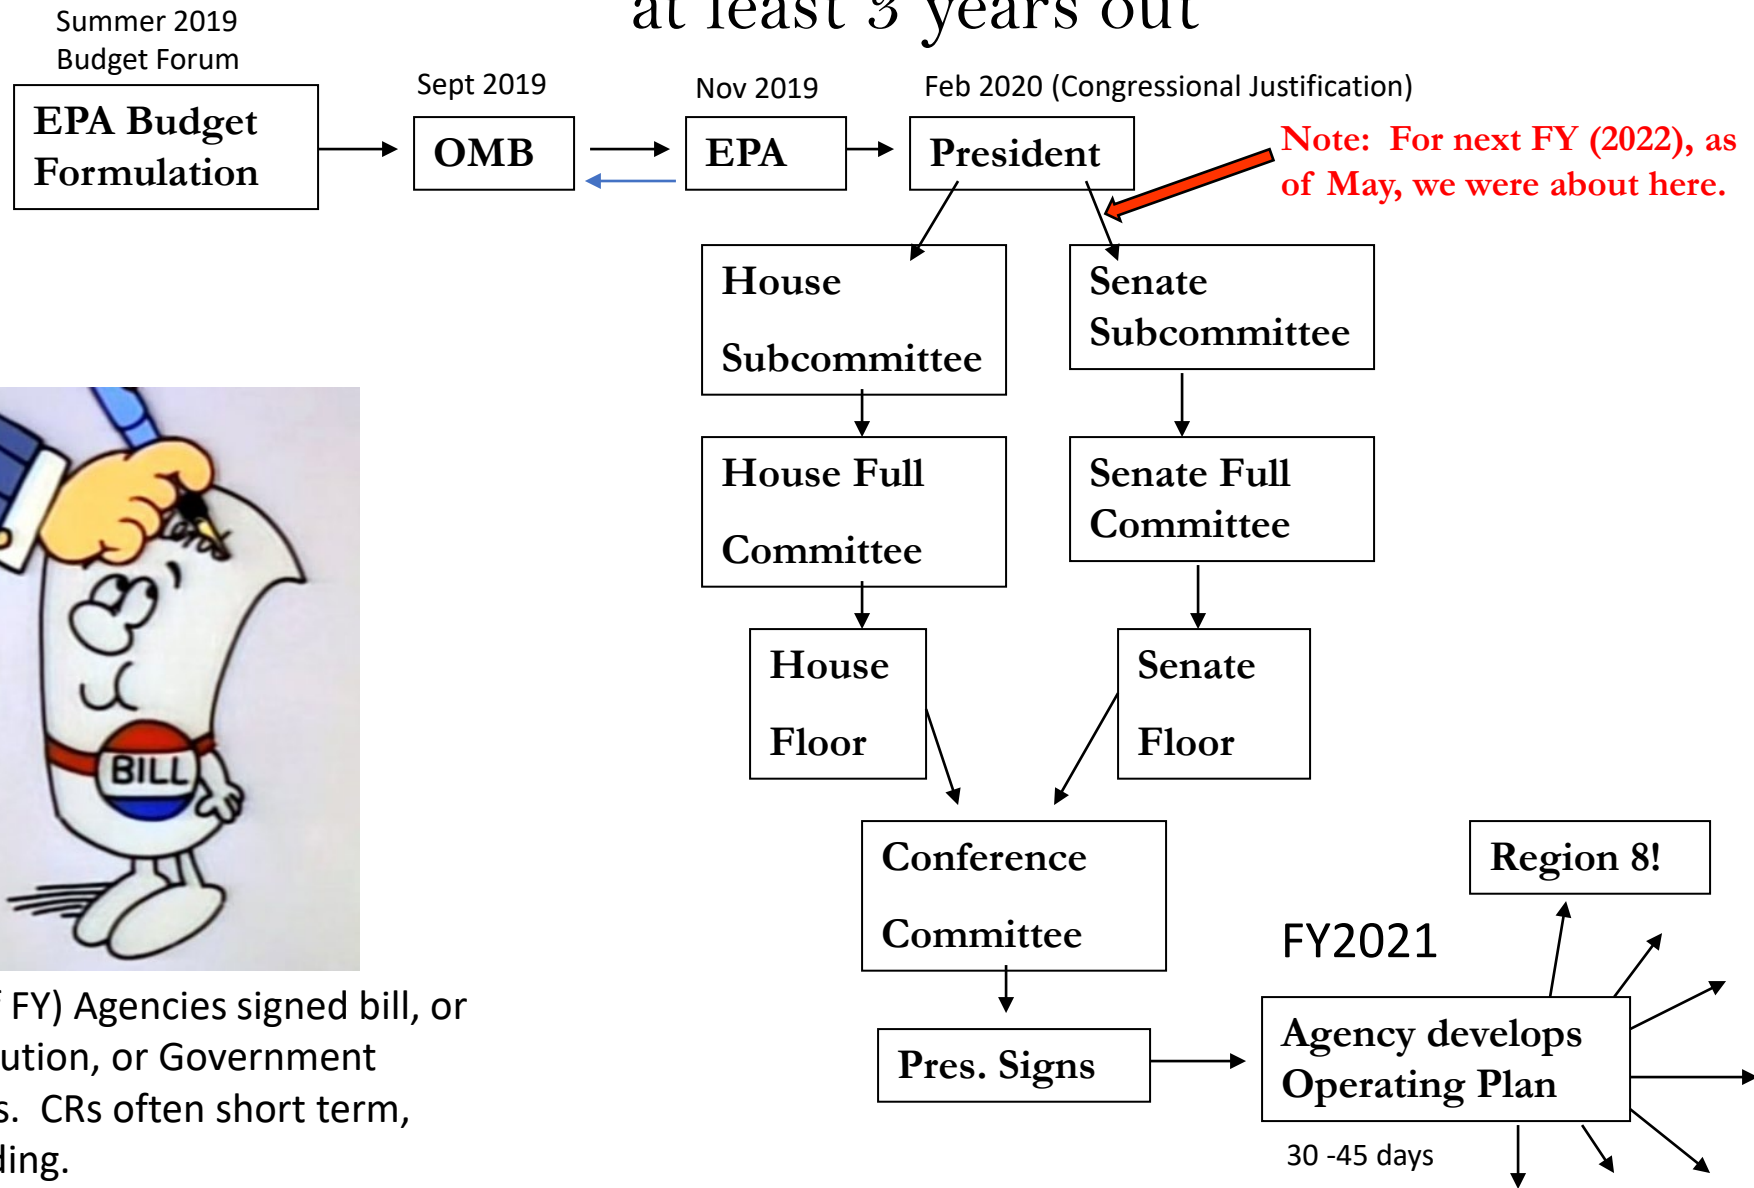 at least 3 years out
Summer 2019
Budget Forum
EPA Budget
Formulation
Sept 2019
OMB
Nov 2019
EPA
Feb 2020 (Congressional Justification)
President
Note: For next FY (2022), as
of May, we were about here.
House
Subcommittee
Senate
Subcommittee
House Full
Committee
Senate Full
Committee
House
Floor
Senate
Floor
BILL
Conference
Committee
Region 8!
FY2021
Pres. Signs
Agency develops
Operating Plan
30 -45 days
FY) Agencies signed bill, or
ution, or Government
s. CRs often short term,
ding.